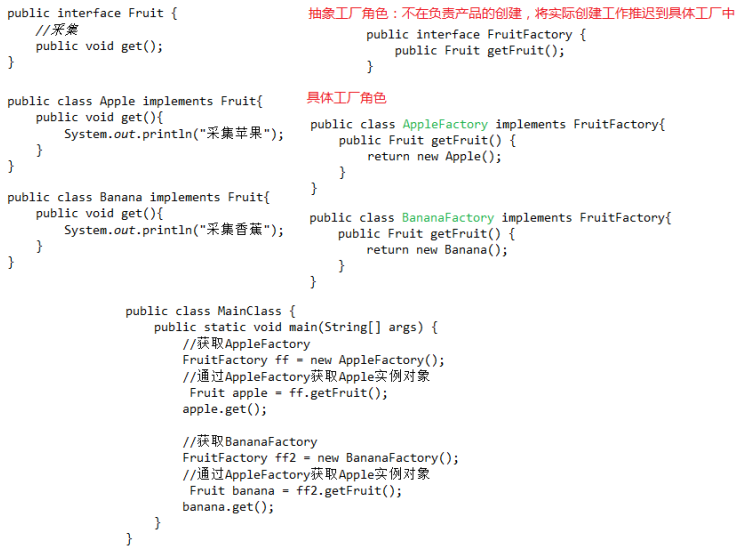 public interface Fruit {
//采集
public void get();
}
public class Apple implements Fruit{
public void get(){
System.out.println("采集苹果");
}
}
public class Banana implements Fruit{
public void get(){
System.out.println("采集香蕉");
}
}
抽象工厂角色：不在负责产品的创建，将实际创建工作推迟到具体工厂中
public interface FruitFactory {
public Fruit getFruit();
}
具体工厂角色
public class AppleFactory implements FruitFactory{
public Fruit getFruit() {
return new Apple();
}
}
public class BananaFactory implements FruitFactory{
public Fruit getFruit() {
return new Banana();
}
}
public class MainClass {
public static void main(String[] args) {
//获取AppleFactory
FruitFactory ff = new AppleFactory();
//通过AppleFactory获取Apple实例对象
Fruit apple = ff.getFruit();
apple.get();
//获取BananaFactory
FruitFactory ff2 = new BananaFactory();
//通过AppleFactory获取Apple实例对象
Fruit banana = ff2.getFruit();
banana.get();
}
}